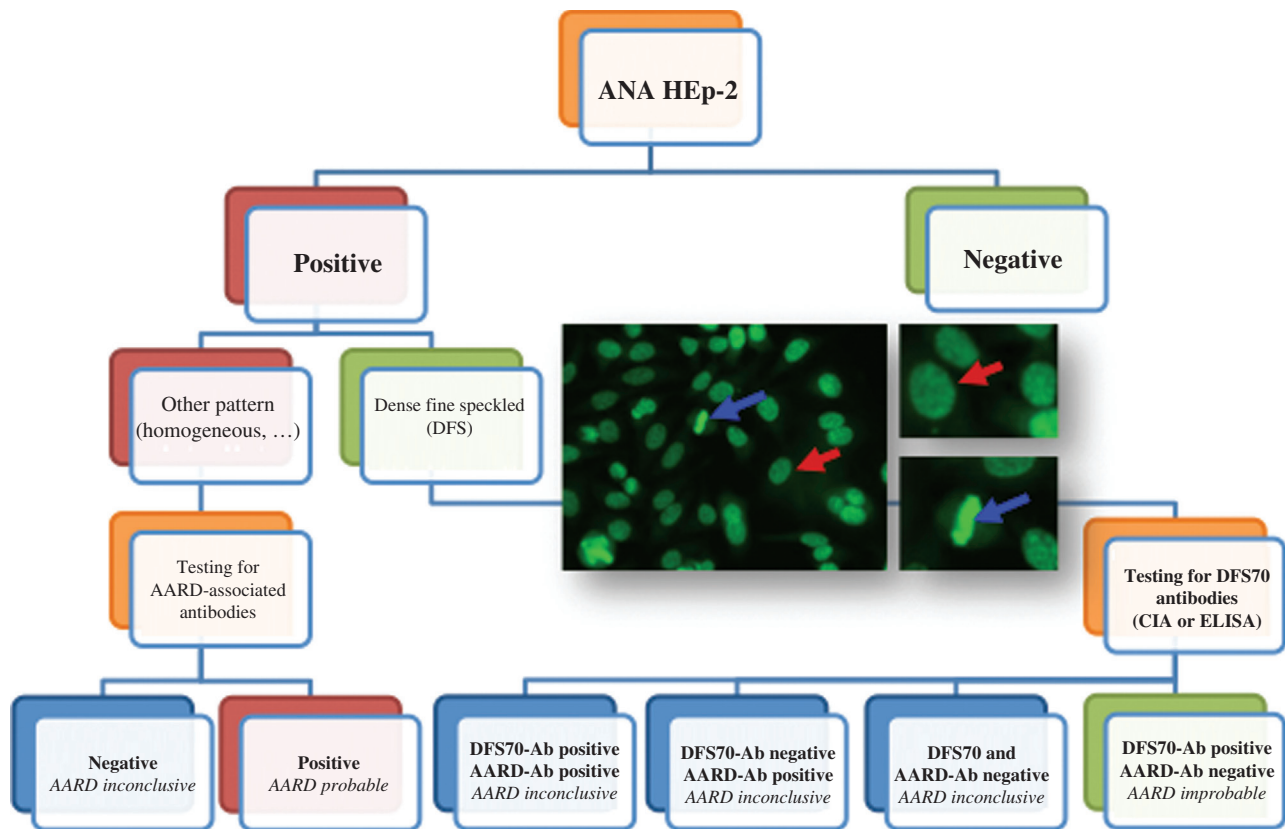 ANA HEp-2
Positive
Negative
Other pattern
(homogeneous, …)
Dense fine speckled
(DFS)
Testing for
AARD-associated
antibodies
Testing for DFS70
antibodies
(CIA or ELISA)
Negative
AARD inconclusive
Positive
AARD probable
DFS70-Ab positive
AARD-Ab positive
AARD inconclusive
DFS70-Ab negative
AARD-Ab positive
AARD inconclusive
DFS70 and
AARD-Ab negative
AARD inconclusive
DFS70-Ab positive
AARD-Ab negative
AARD improbable